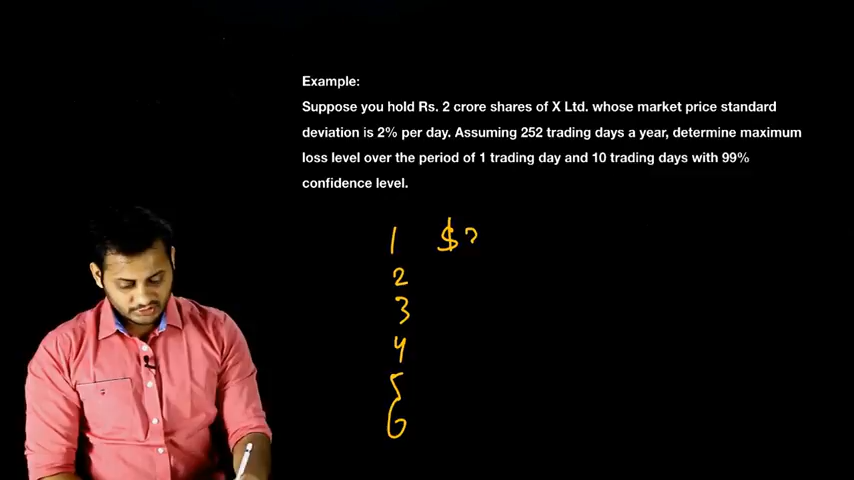 Example:
Suppose you hold Rs. 2 crore shares of X Ltd. whose market price standard
deviation is 2% per day. Assuming 252 trading days a year, determine maximum
loss level over the period of 1 trading day and 10 trading days with 99%
confidence level.
1 $2
2
3
4
5
6